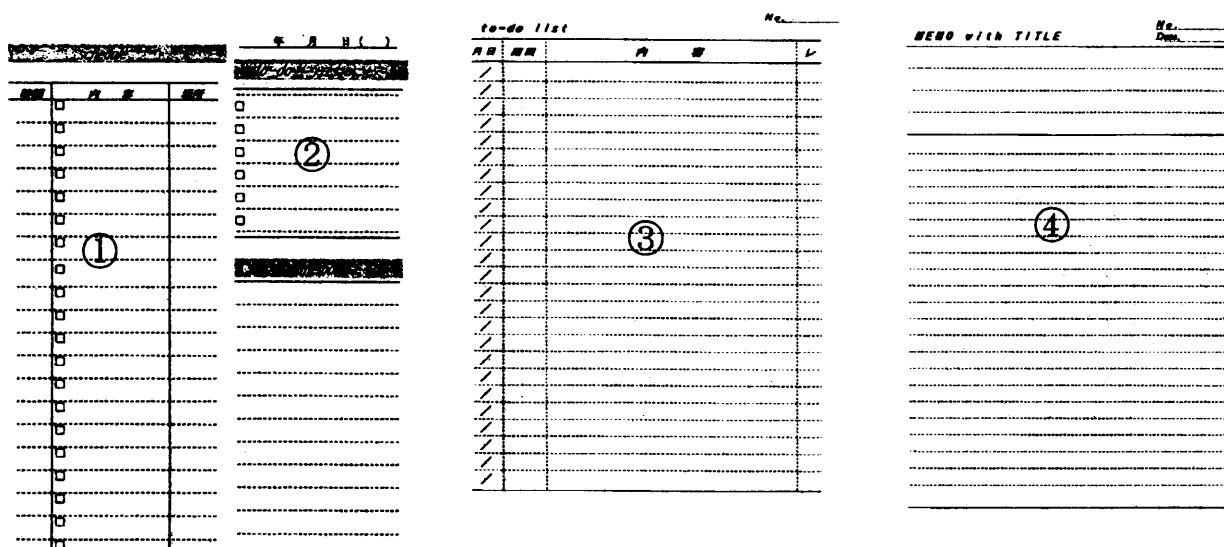 時間 内 容 場所
①
年 月 日( )
②
to-do list
No.
月日 期間 内 容 レ
③
MEMO with TITLE
No.
Date.
④